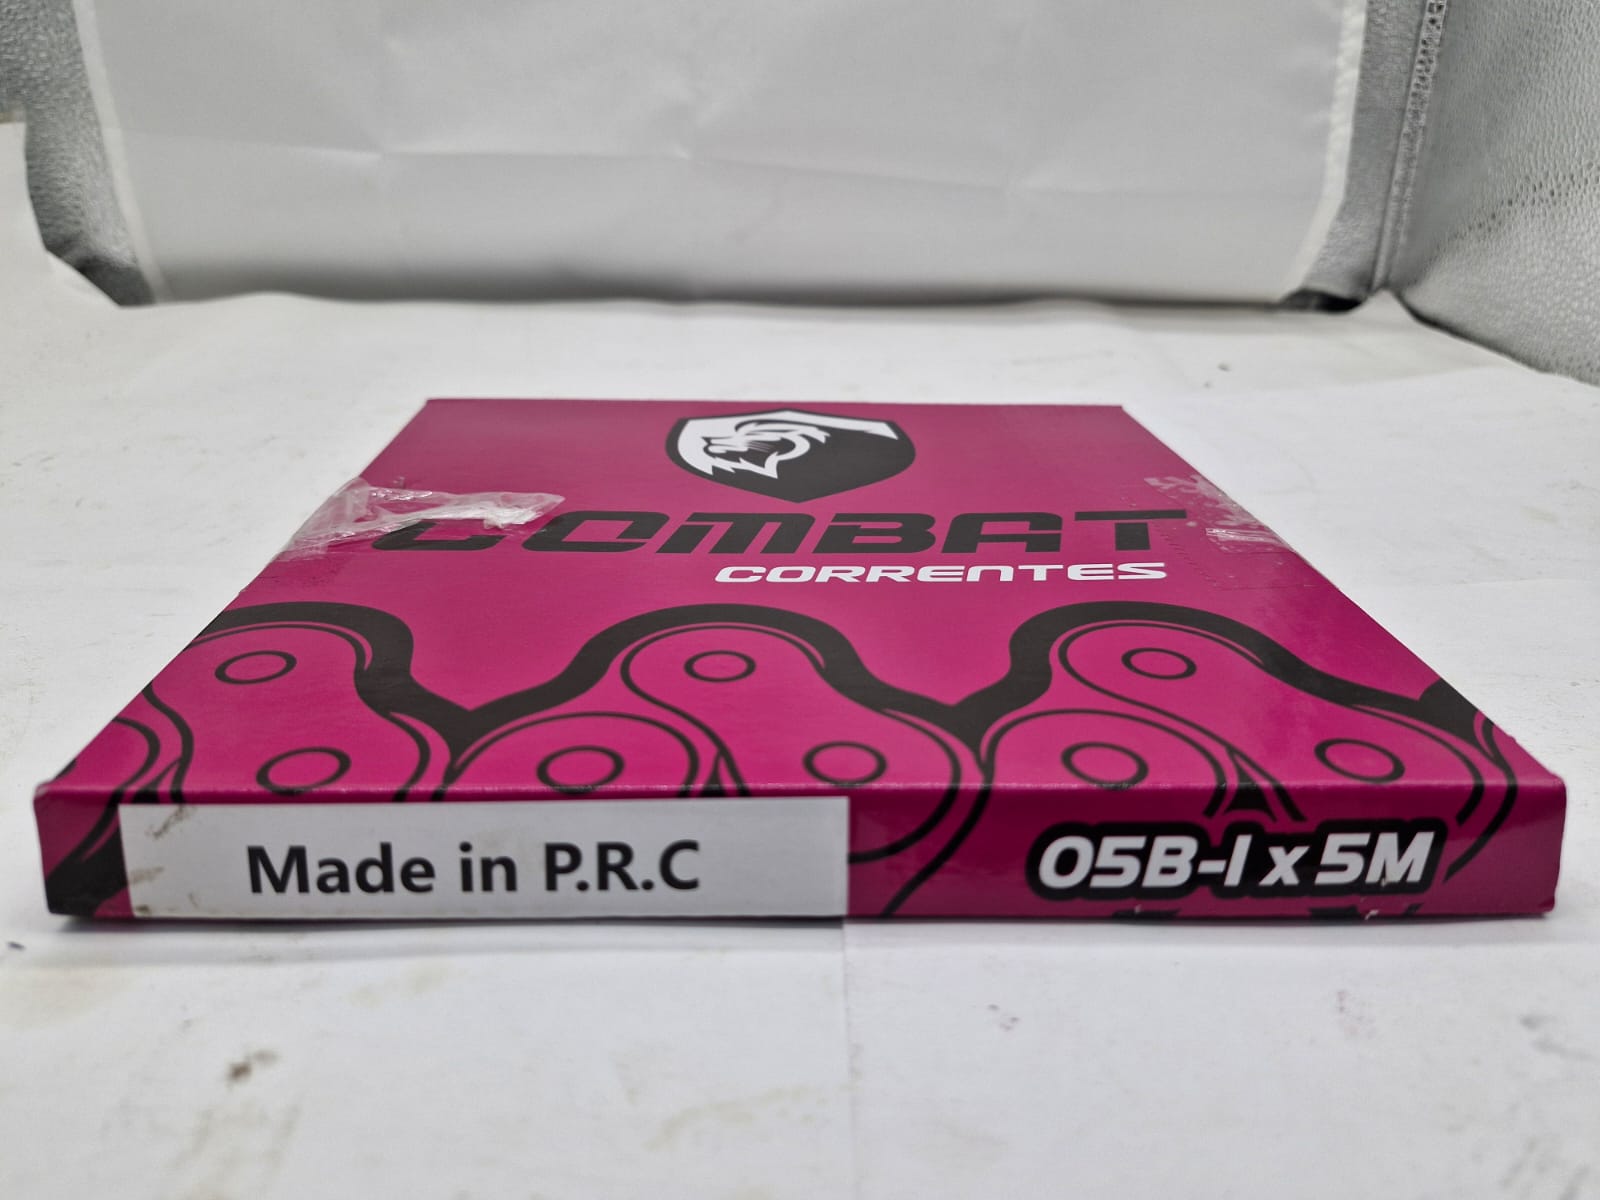 COMBAT
CORRENTES
Made in P.R.C
05B-1 x 5M